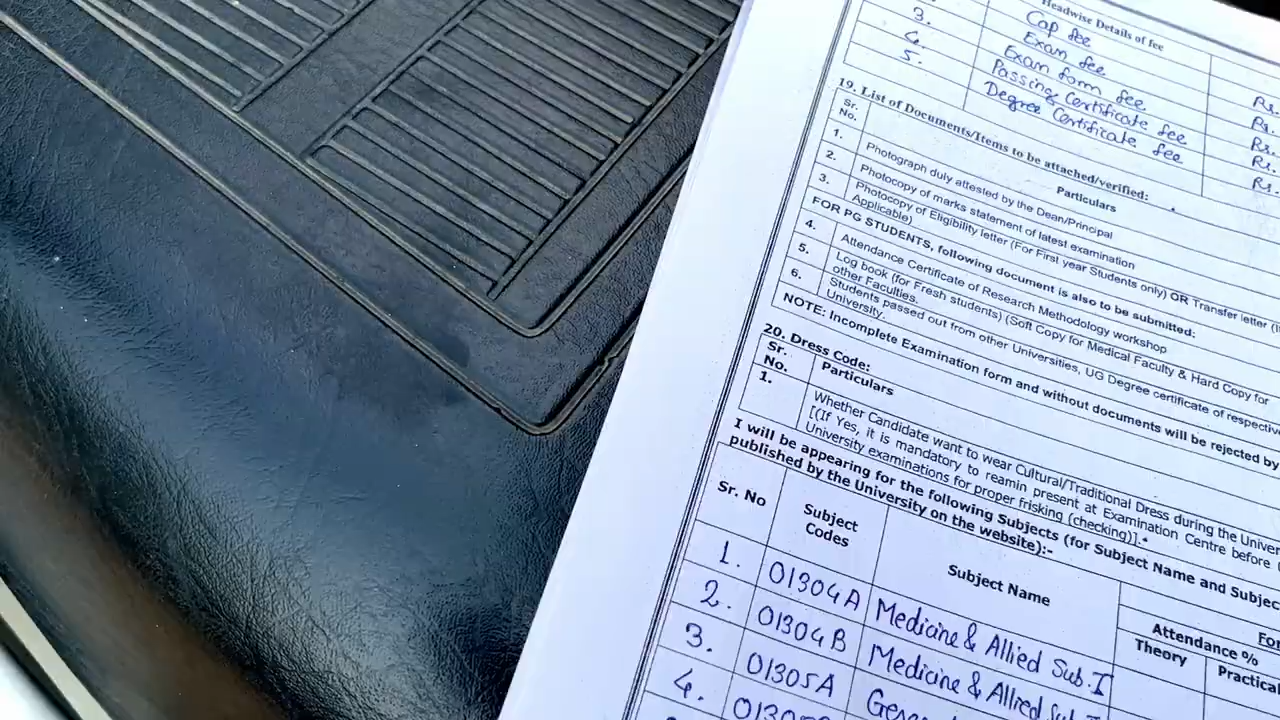 Headwise Details of fee
Cap fee
3. Exam fee Rs.
4. Exam form fee Rs.
5. Passing Certificate fee Rs.
Degree Certificate fee Rs.
Rs.
19. List of Documents/Items to be attached/verified:
Sr. No. Particulars
1. Photograph duly attested by the Dean/Principal
2. Photocopy of marks statement of latest examination
3. Photocopy of Eligibility letter (For First year Students only) OR Transfer letter (
Applicable)
FOR PG STUDENTS, following document is also to be submitted:
4. Attendance Certificate of Research Methodology workshop
5. Log book (for Fresh students) (Soft Copy for Medical Faculty & Hard Copy for
other Faculties.
6. Students passed out from other Universities, UG Degree certificate of respective
University.
NOTE: Incomplete Examination form and without documents will be rejected by
20. Dress Code:
Sr. No. Particulars
1. Whether Candidate want to wear Cultural/Traditional Dress during the Univer
[(If Yes, it is mandatory to reamin present at Examination Centre before
University examinations for proper frisking (checking)].*
I will be appearing for the following Subjects (for Subject Name and Subjec
published by the University on the website):-
Sr. No Subject Codes Subject Name
For
Attendance %
Theory Practical
1. 01304A Medicine & Allied Sub. I
2. 01304B Medicine & Allied Sub.
3. 01305A
4.